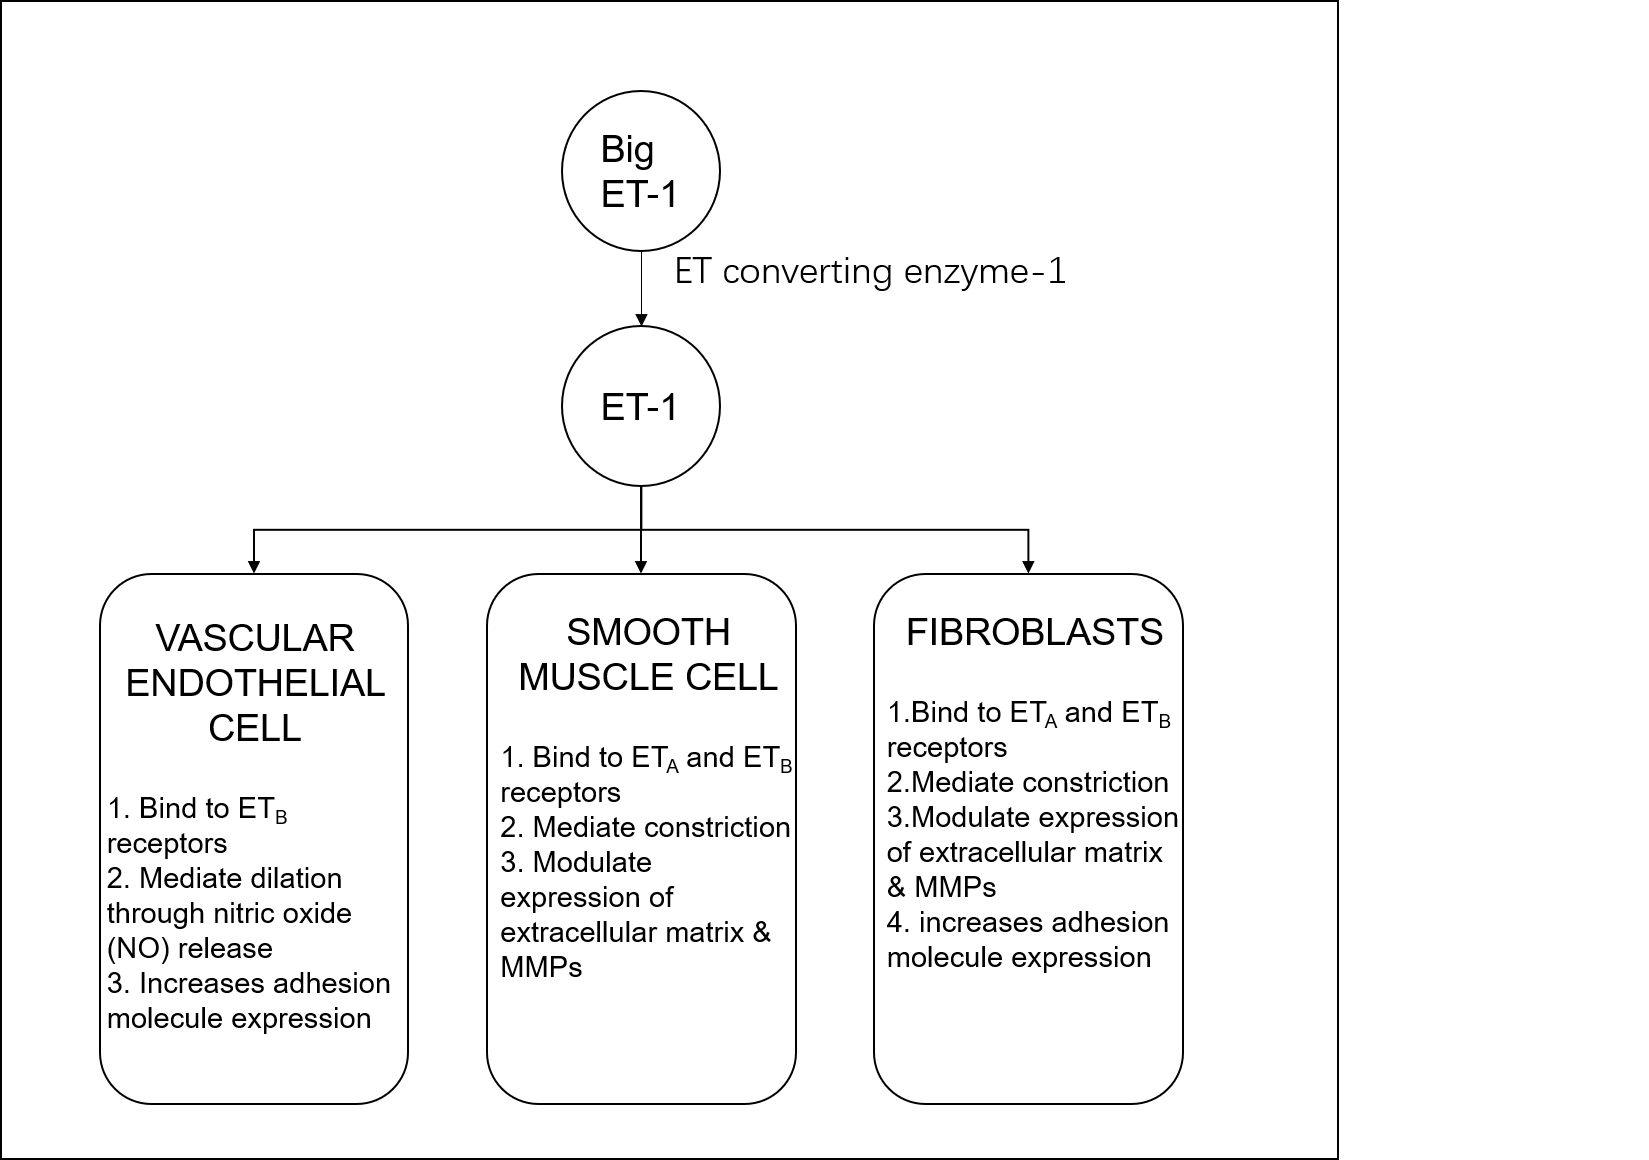 Big
ET-1
ET converting enzyme-1
ET-1
VASCULAR
ENDOTHELIAL
CELL
1. Bind to ETB
receptors
2. Mediate dilation
through nitric oxide
(NO) release
3. Increases adhesion
molecule expression
SMOOTH
MUSCLE CELL
1. Bind to ETA and ETB
receptors
2. Mediate constriction
3. Modulate
expression of
extracellular matrix &
MMPs
FIBROBLASTS
1.Bind to ETA and ETB
receptors
2.Mediate constriction
3.Modulate expression
of extracellular matrix
& MMPs
4. increases adhesion
molecule expression